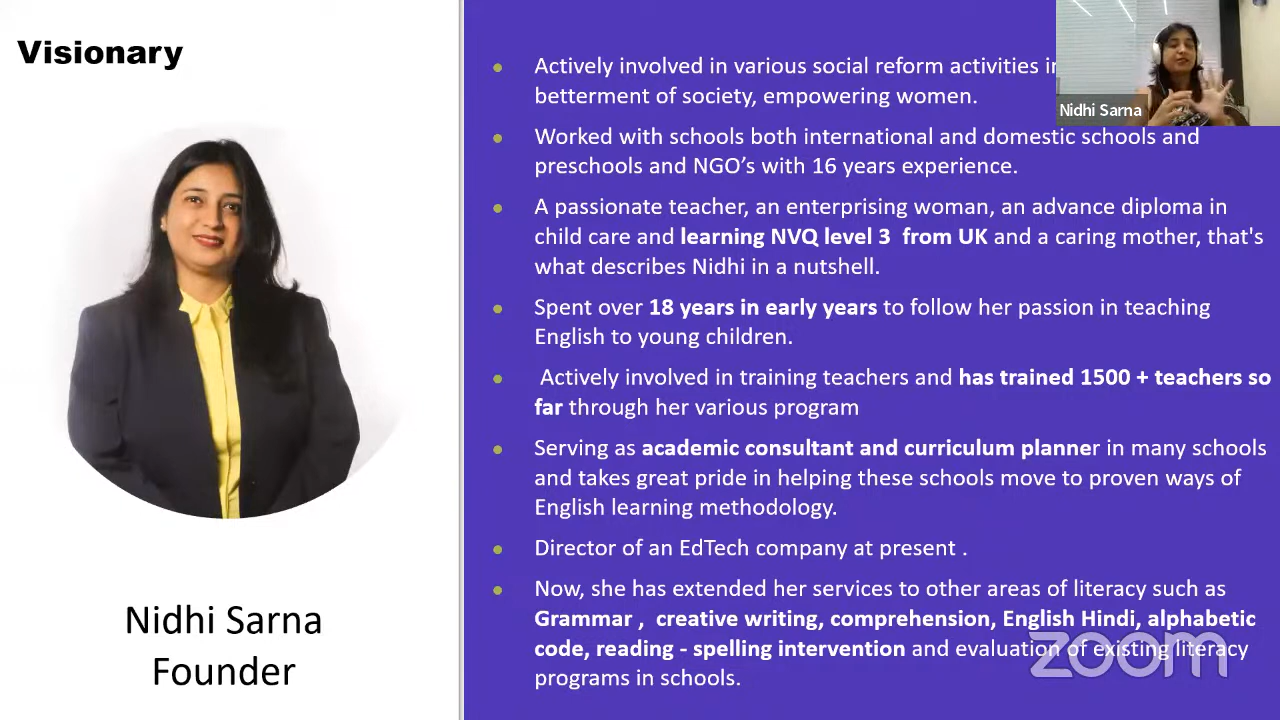 Visionary
Nidhi Sarna
Founder
• Actively involved in various social reform activities
betterment of society, empowering women.
• Worked with schools both international and domestic schools and
preschools and NGO’s with 16 years experience.
• A passionate teacher, an enterprising woman, an advance diploma in
child care and learning NVQ level 3 from UK and a caring mother, that's
what describes Nidhi in a nutshell.
• Spent over 18 years in early years to follow her passion in teaching
English to young children.
• Actively involved in training teachers and has trained 1500 + teachers so
far through her various program
• Serving as academic consultant and curriculum planner in many schools
and takes great pride in helping these schools move to proven ways of
English learning methodology.
• Director of an EdTech company at present .
• Now, she has extended her services to other areas of literacy such as
Grammar , creative writing, comprehension, English Hindi, alphabetic
code, reading - spelling intervention and evaluation of existing literacy
programs in schools.
Nidhi Sarna
zoom